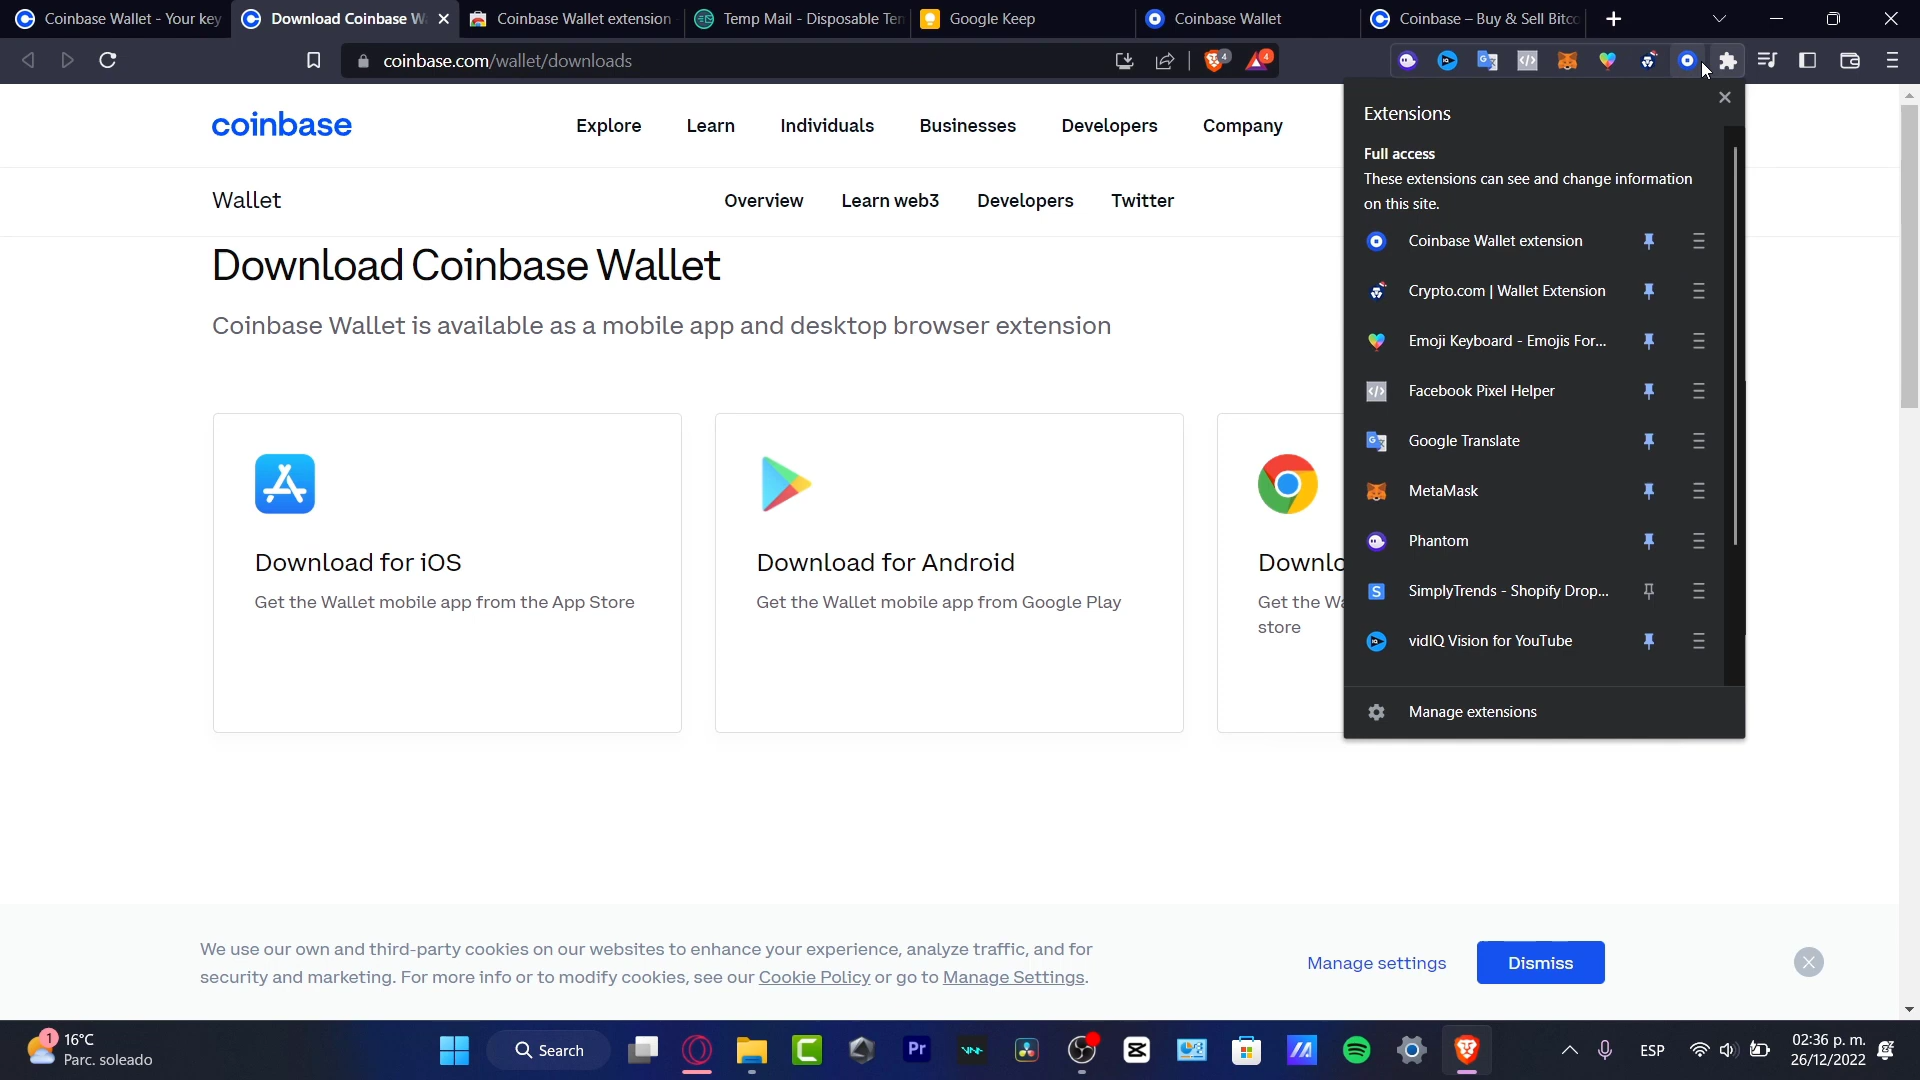 Coinbase Wallet - Your key
Download Coinbase W
Coinbase Wallet extension
Temp Mail - Disposable Ten
Google Keep
Coinbase Wallet
Coinbase – Buy & Sell Bitco
coinbase.com/wallet/downloads
4
4
coinbase
Explore
Learn
Individuals
Businesses
Developers
Company
Wallet
Overview
Learn web3
Developers
Twitter
Download Coinbase Wallet
Coinbase Wallet is available as a mobile app and desktop browser extension
Download for iOS
Get the Wallet mobile app from the App Store
Download for Android
Get the Wallet mobile app from Google Play
Downlo
Get the Wa
store
Extensions
Full access
These extensions can see and change information
on this site.
Coinbase Wallet extension
Crypto.com | Wallet Extension
Emoji Keyboard - Emojis For...
Facebook Pixel Helper
Google Translate
MetaMask
Phantom
SimplyTrends - Shopify Drop...
vidIQ Vision for YouTube
Manage extensions
We use our own and third-party cookies on our websites to enhance your experience, analyze traffic, and for
security and marketing. For more info or to modify cookies, see our Cookie Policy or go to Manage Settings.
Manage settings
Dismiss
1
16°C
Parc. soleado
Search
Pr
ESP
02:36 p. m.
26/12/2022